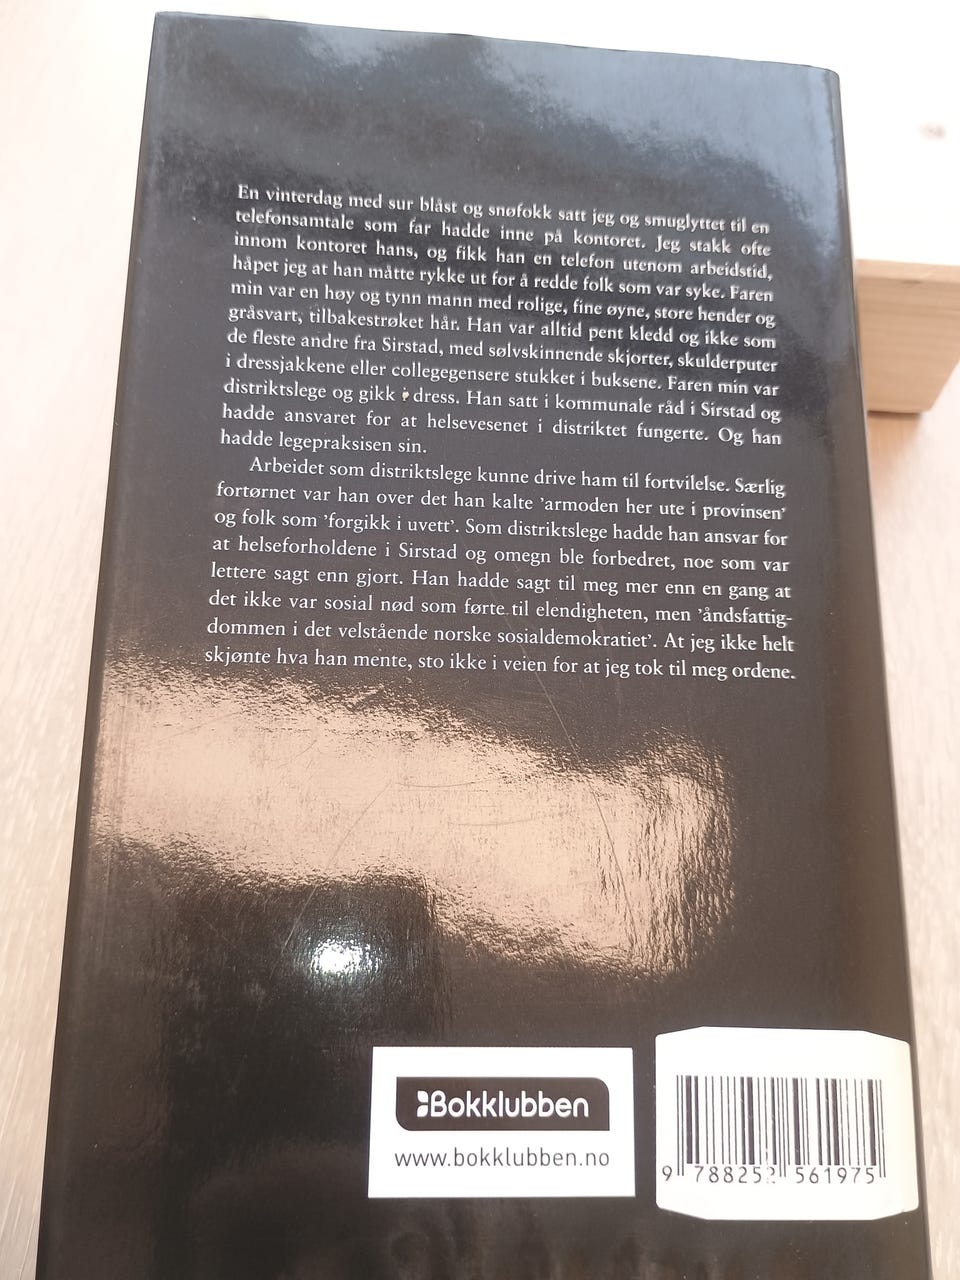 En vinterdag med sur blåst og snøfokk satt jeg og smuglyttet til en
telefonsamtale som far hadde inne på kontoret. Jeg stakk ofte
innom kontoret hans, og fikk han en telefon utenom arbeidstid,
håpet jeg at han måtte rykke ut for å redde folk som var syke. Faren
min var en høy og tynn mann med rolige, fine øyne, store hender og
gråsvart, tilbakestrøket hår. Han var alltid pent kledd og ikke som
de fleste andre fra Sirstad, med sølvskinnende skjorter, skulderputer
i dressjakkene eller collegegensere stukket i buksene. Faren min var
distriktslege og gikk i dress. Han satt i kommunale råd i Sirstad og
hadde ansvaret for at helsevesenet i distriktet fungerte. Og han
hadde legepraksisen sin.
Arbeidet som distriktslege kunne drive ham til fortvilelse. Særlig
fortørnet var han over det han kalte 'armoden her ute i provinsen'
og folk som 'forgikk i uvett'. Som distriktslege hadde han ansvar for
at helseforholdene i Sirstad og omegn ble forbedret, noe som var
lettere sagt enn gjort. Han hadde sagt til meg mer enn en gang at
det ikke var sosial nød som førte til elendigheten, men 'åndsfattig-
dommen i det velstående norske sosialdemokratiet'. At jeg ikke helt
skjønte hva han mente, sto ikke i veien for at jeg tok til meg ordene.
Bokklubben
www.bokklubben.no
9 788252 561975